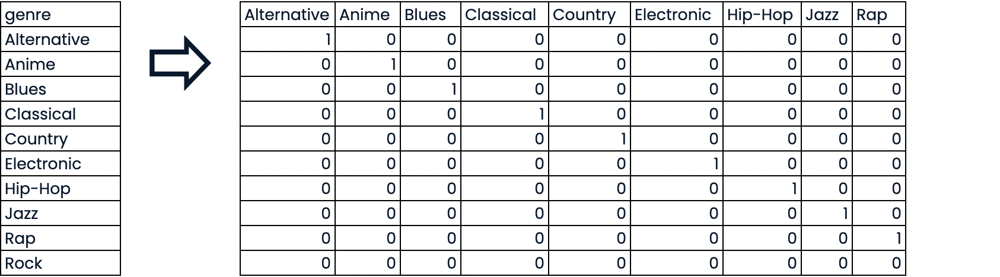 genre Alternative Anime Blues Classical Country Electronic Hip-Hop Jazz Rap
Alternative 1 0 0 0 0 0 0 0 0
Anime 0 1 0 0 0 0 0 0 0
Blues 0 0 1 0 0 0 0 0 0
Classical 0 0 0 1 0 0 0 0 0
Country 0 0 0 0 1 0 0 0 0
Electronic 0 0 0 0 0 1 0 0 0
Hip-Hop 0 0 0 0 0 0 1 0 0
Jazz 0 0 0 0 0 0 0 1 0
Rap 0 0 0 0 0 0 0 0 1
Rock 0 0 0 0 0 0 0 0 0